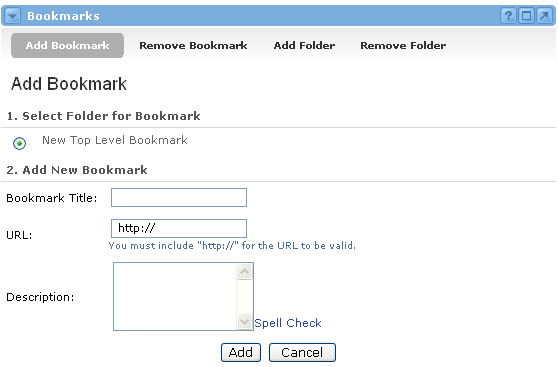 Bookmarks
Add Bookmark Remove Bookmark Add Folder Remove Folder
Add Bookmark
1. Select Folder for Bookmark
New Top Level Bookmark
2. Add New Bookmark
Bookmark Title:
URL: http://
You must include "http://" for the URL to be valid.
Description:
Spell Check
Add Cancel